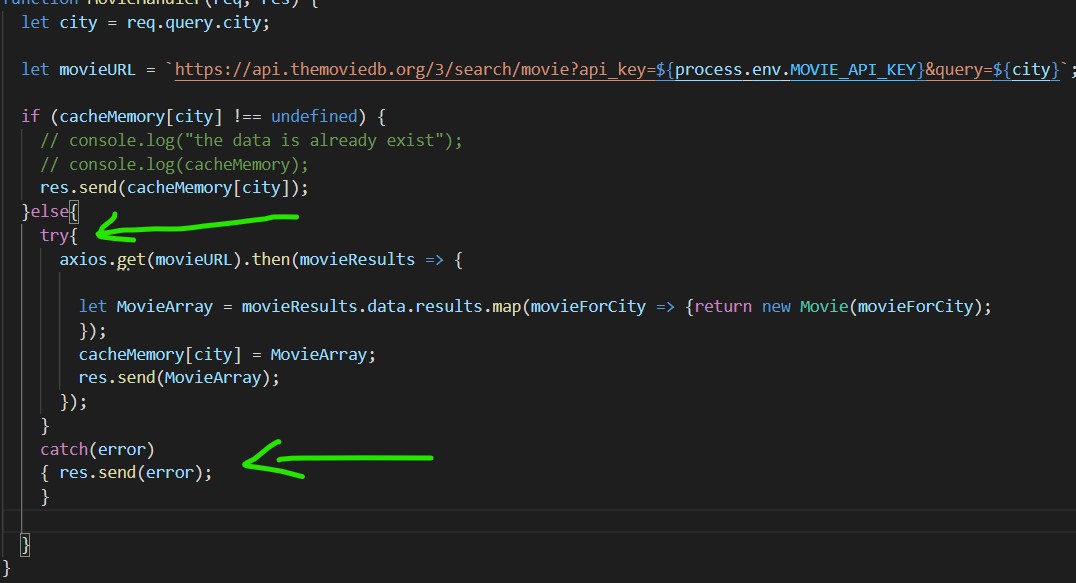 function MovieHandler(req, res) {
let city = req.query.city;
let movieURL = `https://api.themoviedb.org/3/search/movie?api_key=${process.env.MOVIE_API_KEY}&query=${city}`;
if (cacheMemory[city] !== undefined) {
// console.log("the data is already exist");
// console.log(cacheMemory);
res.send(cacheMemory[city]);
}else{
try{
axios.get(movieURL).then(movieResults => {
let MovieArray = movieResults.data.results.map(movieForCity => {return new Movie(movieForCity);
});
cacheMemory[city] = MovieArray;
res.send(MovieArray);
});
}
catch(error)
{ res.send(error);
}
}
}